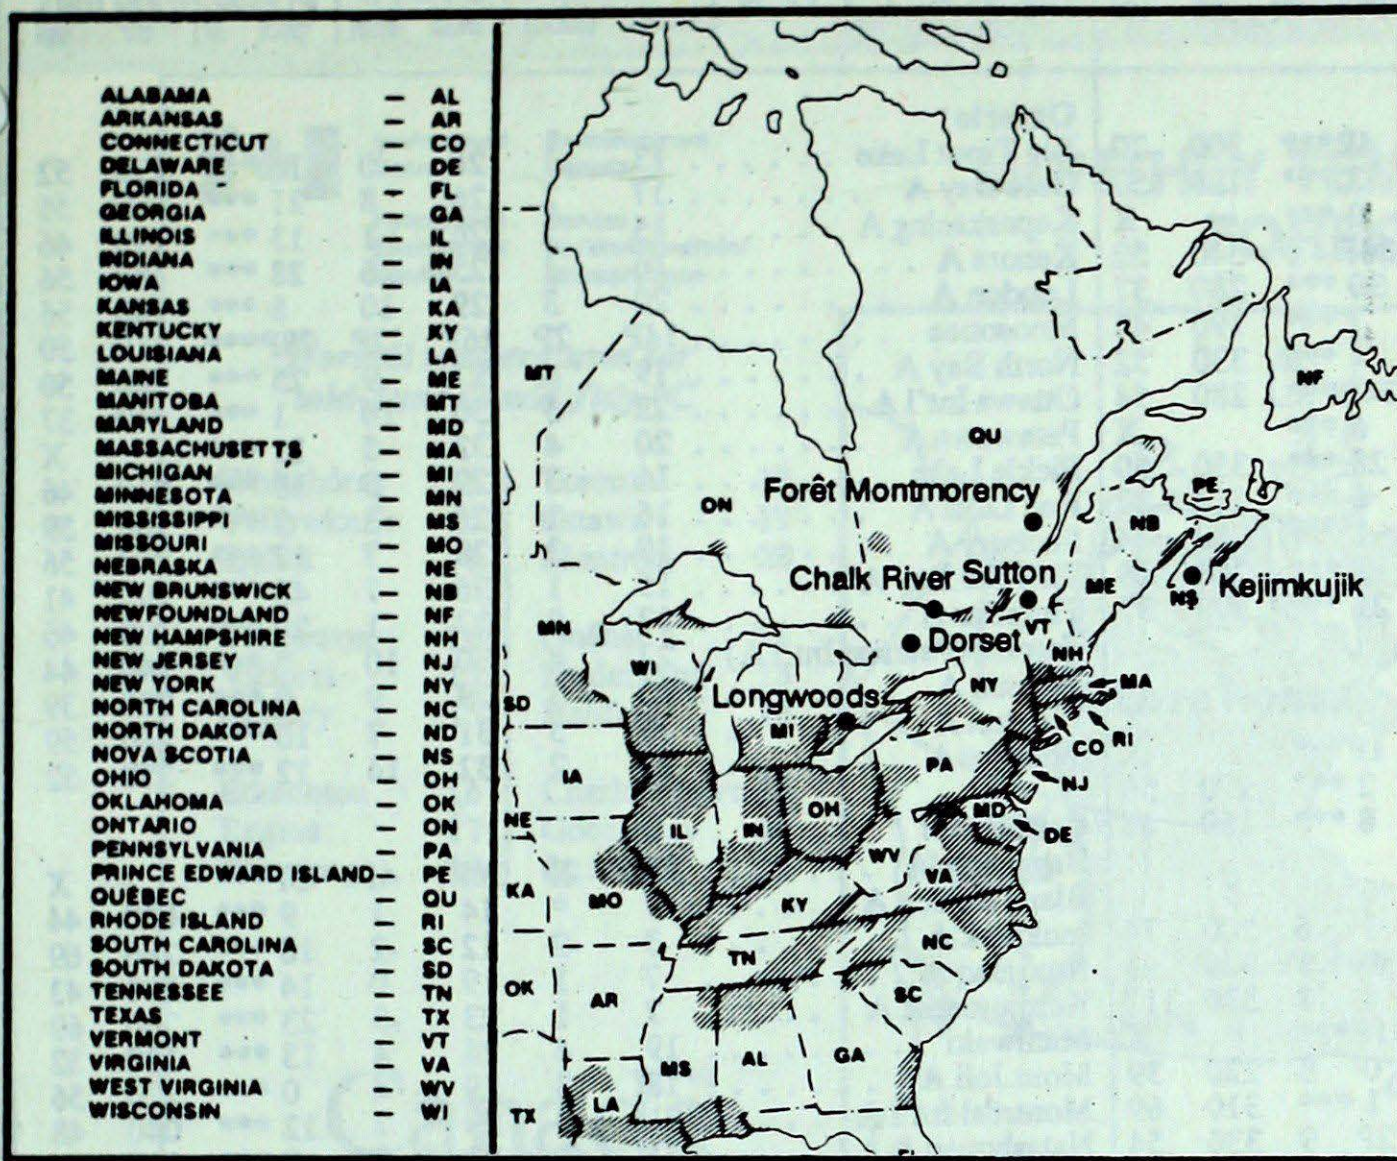 ALABAMA — AL
ARKANSAS — AR
CONNECTICUT — CO
DELAWARE — DE
FLORIDA — FL
GEORGIA — GA
ILLINOIS — IL
INDIANA — IN
IOWA — IA
KANSAS — KA
KENTUCKY — KY
LOUISIANA — LA
MAINE — ME
MANITOBA — MT
MARYLAND — MD
MASSACHUSETTS — MA
MICHIGAN — MI
MINNESOTA — MN
MISSISSIPPI — MS
MISSOURI — MO
NEBRASKA — NE
NEW BRUNSWICK — NB
NEWFOUNDLAND — NF
NEW HAMPSHIRE — NH
NEW JERSEY — NJ
NEW YORK — NY
NORTH CAROLINA — NC
NORTH DAKOTA — ND
NOVA SCOTIA — NS
OHIO — OH
OKLAHOMA — OK
ONTARIO — ON
PENNSYLVANIA — PA
PRINCE EDWARD ISLAND — PE
QUÉBEC — QU
RHODE ISLAND — RI
SOUTH CAROLINA — SC
SOUTH DAKOTA — SD
TENNESSEE — TN
TEXAS — TX
VERMONT — VT
VIRGINIA — VA
WEST VIRGINIA — WV
WISCONSIN — WI
MT
NF
QU
PE
Forêt Montmorency
ON
NB
Chalk River
Sutton
ME
NS
Kejimkujik
MN
VT
Dorset
NH
WI
NY
MA
SD
Longwoods
MI
RI
CO
IA
PA
NJ
NE
IL
IN
OH
MD
DE
WV
VA
KA
MO
KY
NC
TN
OK
AR
SC
MS
AL
GA
TX
LA